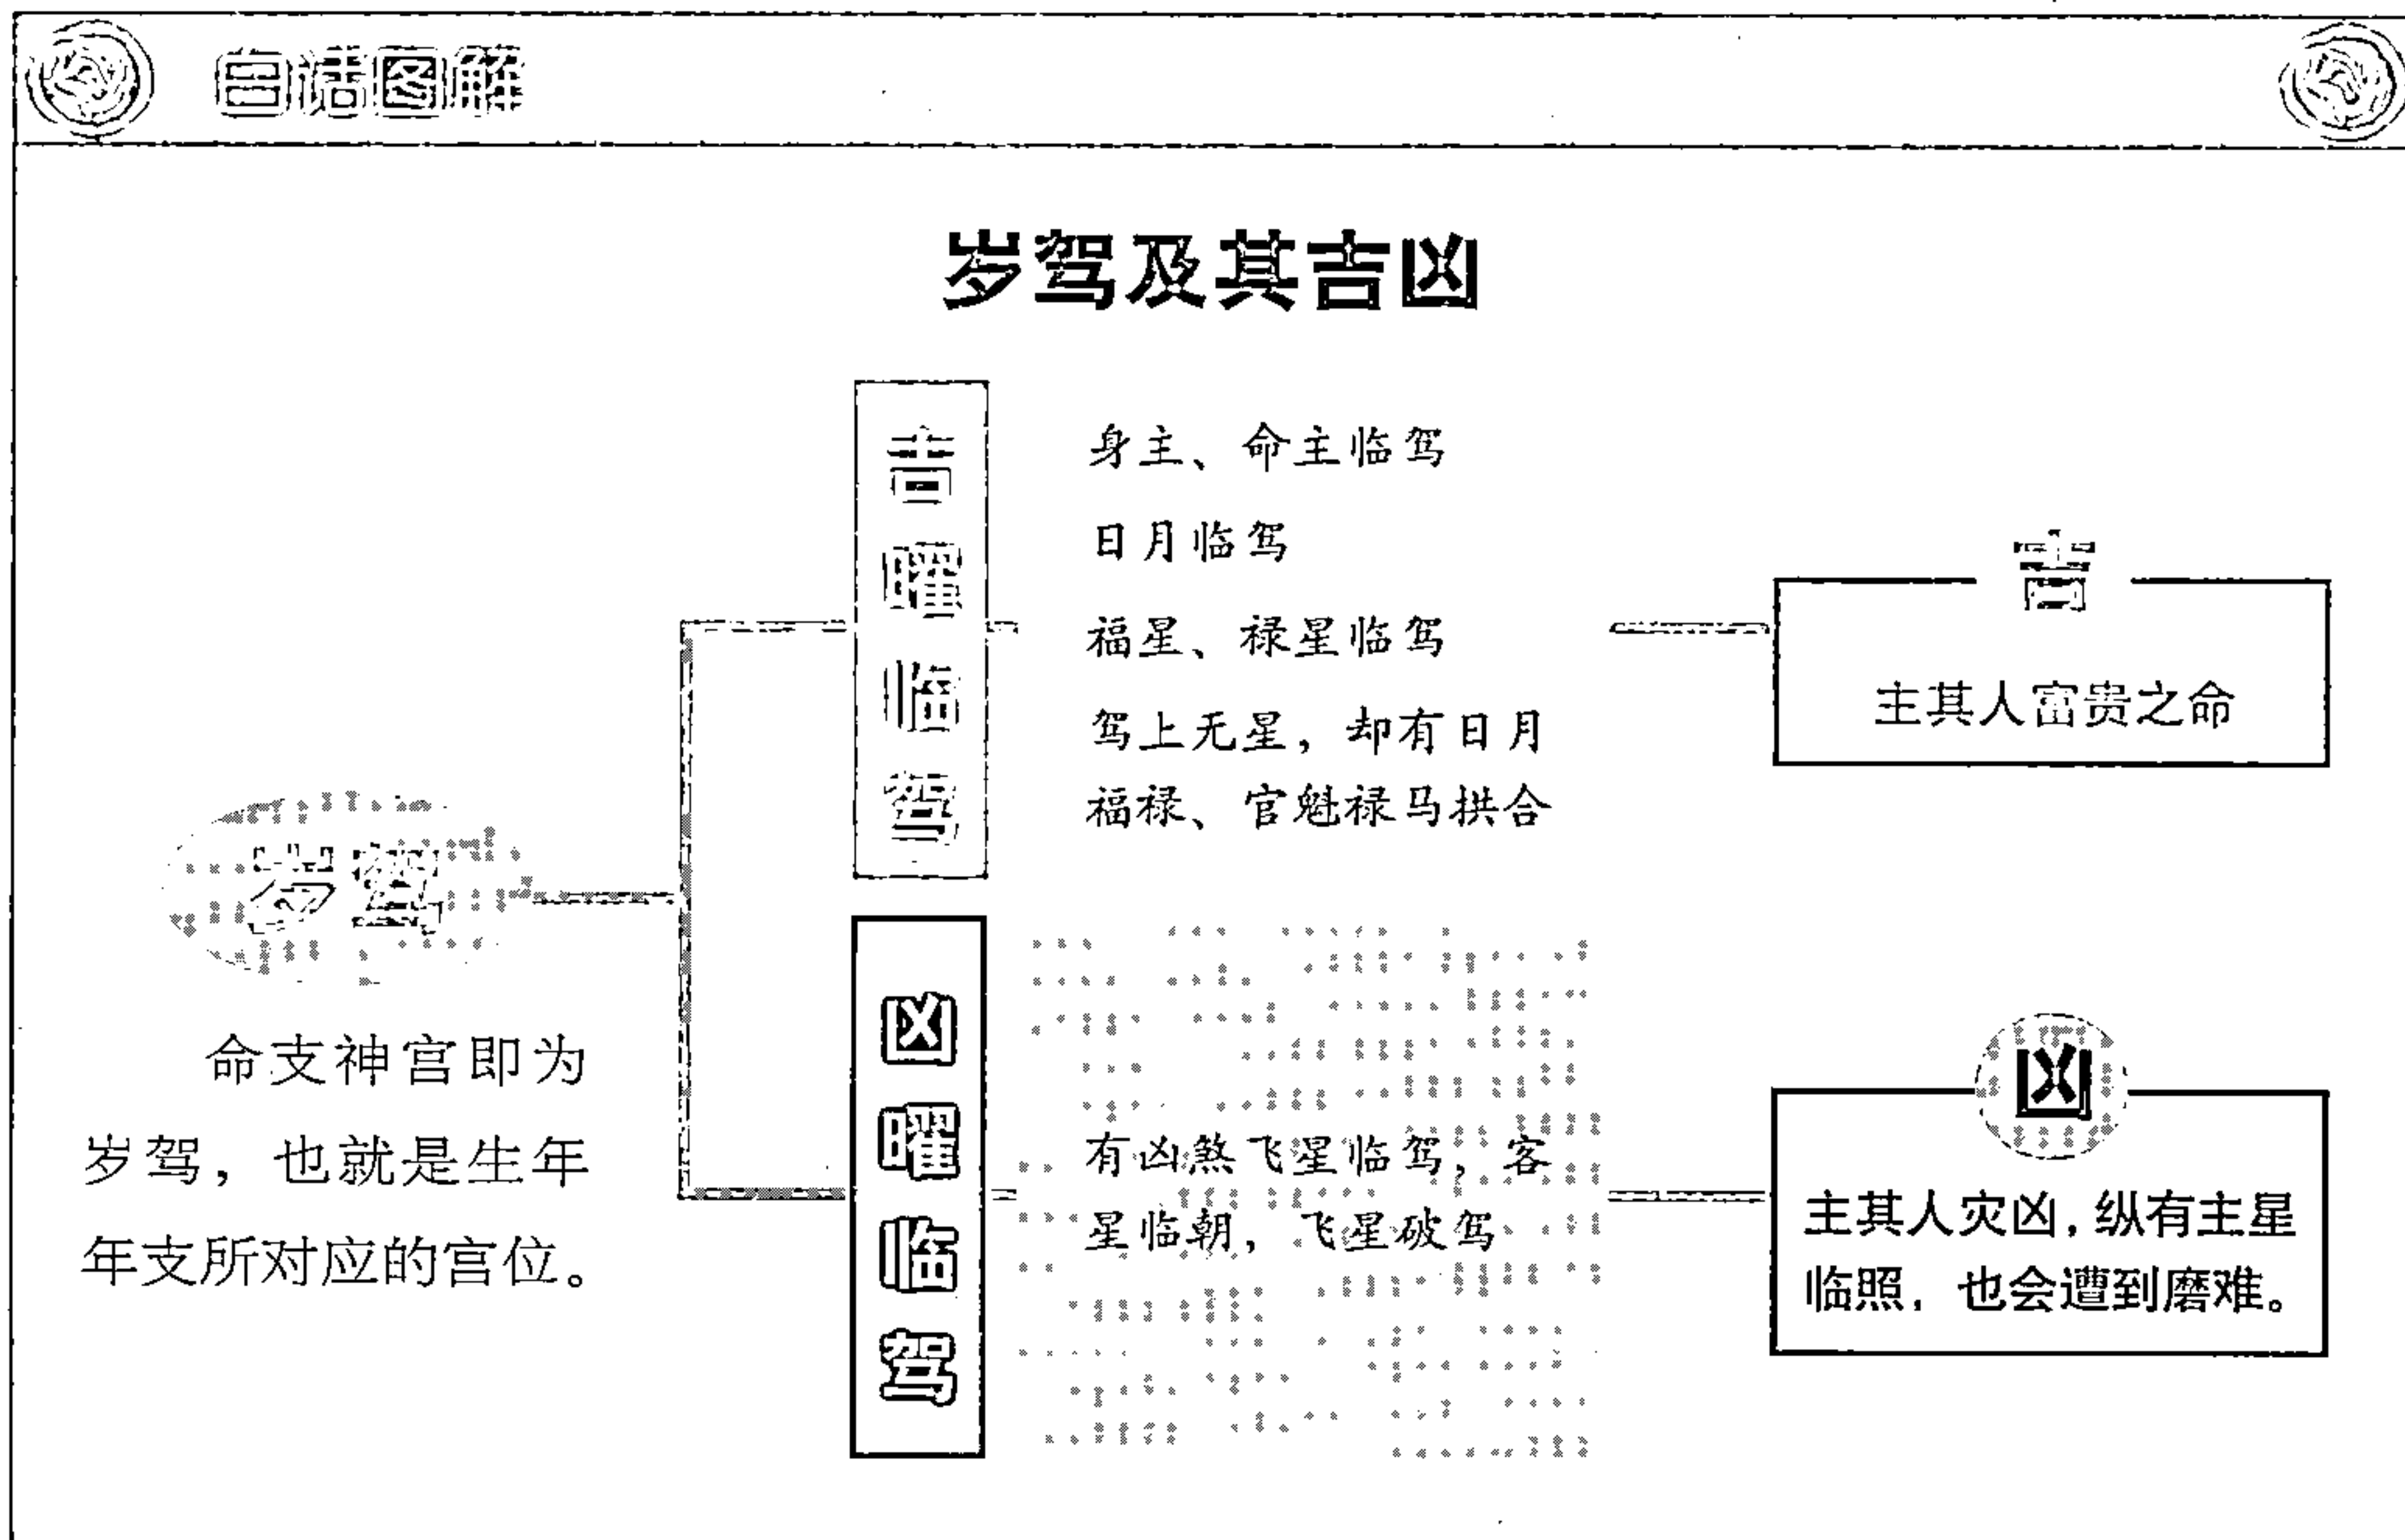 白话图解
岁驾及其吉凶
岁驾
命支神宫即为
岁驾，也就是生年
年支所对应的宫位。
吉曜临驾
身主、命主临驾
日月临驾
福星、禄星临驾
驾上无星，却有日月
福禄、官魁禄马拱合
吉
主其人富贵之命
凶曜临驾
有凶煞飞星临驾，客
星临朝，飞星破驾
凶
主其人灾凶，纵有主星
临照，也会遭到磨难。